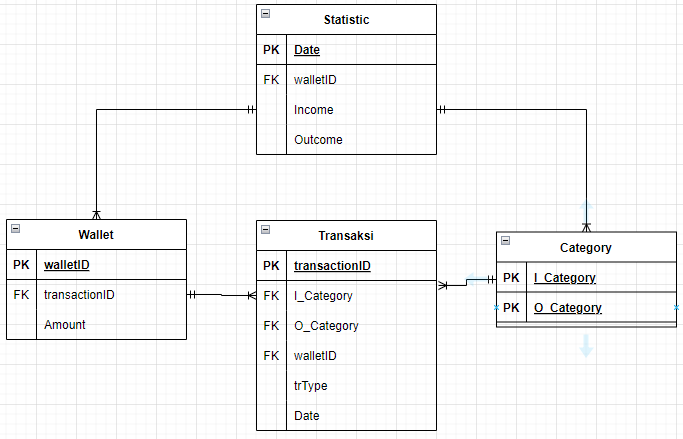 Statistic
PK Date
FK walletID
Income
Outcome
Wallet
PK walletID
FK transactionID
Amount
Transaksi
PK transactionID
FK I_Category
FK O_Category
FK walletID
trType
Date
Category
PK I_Category
PK O_Category